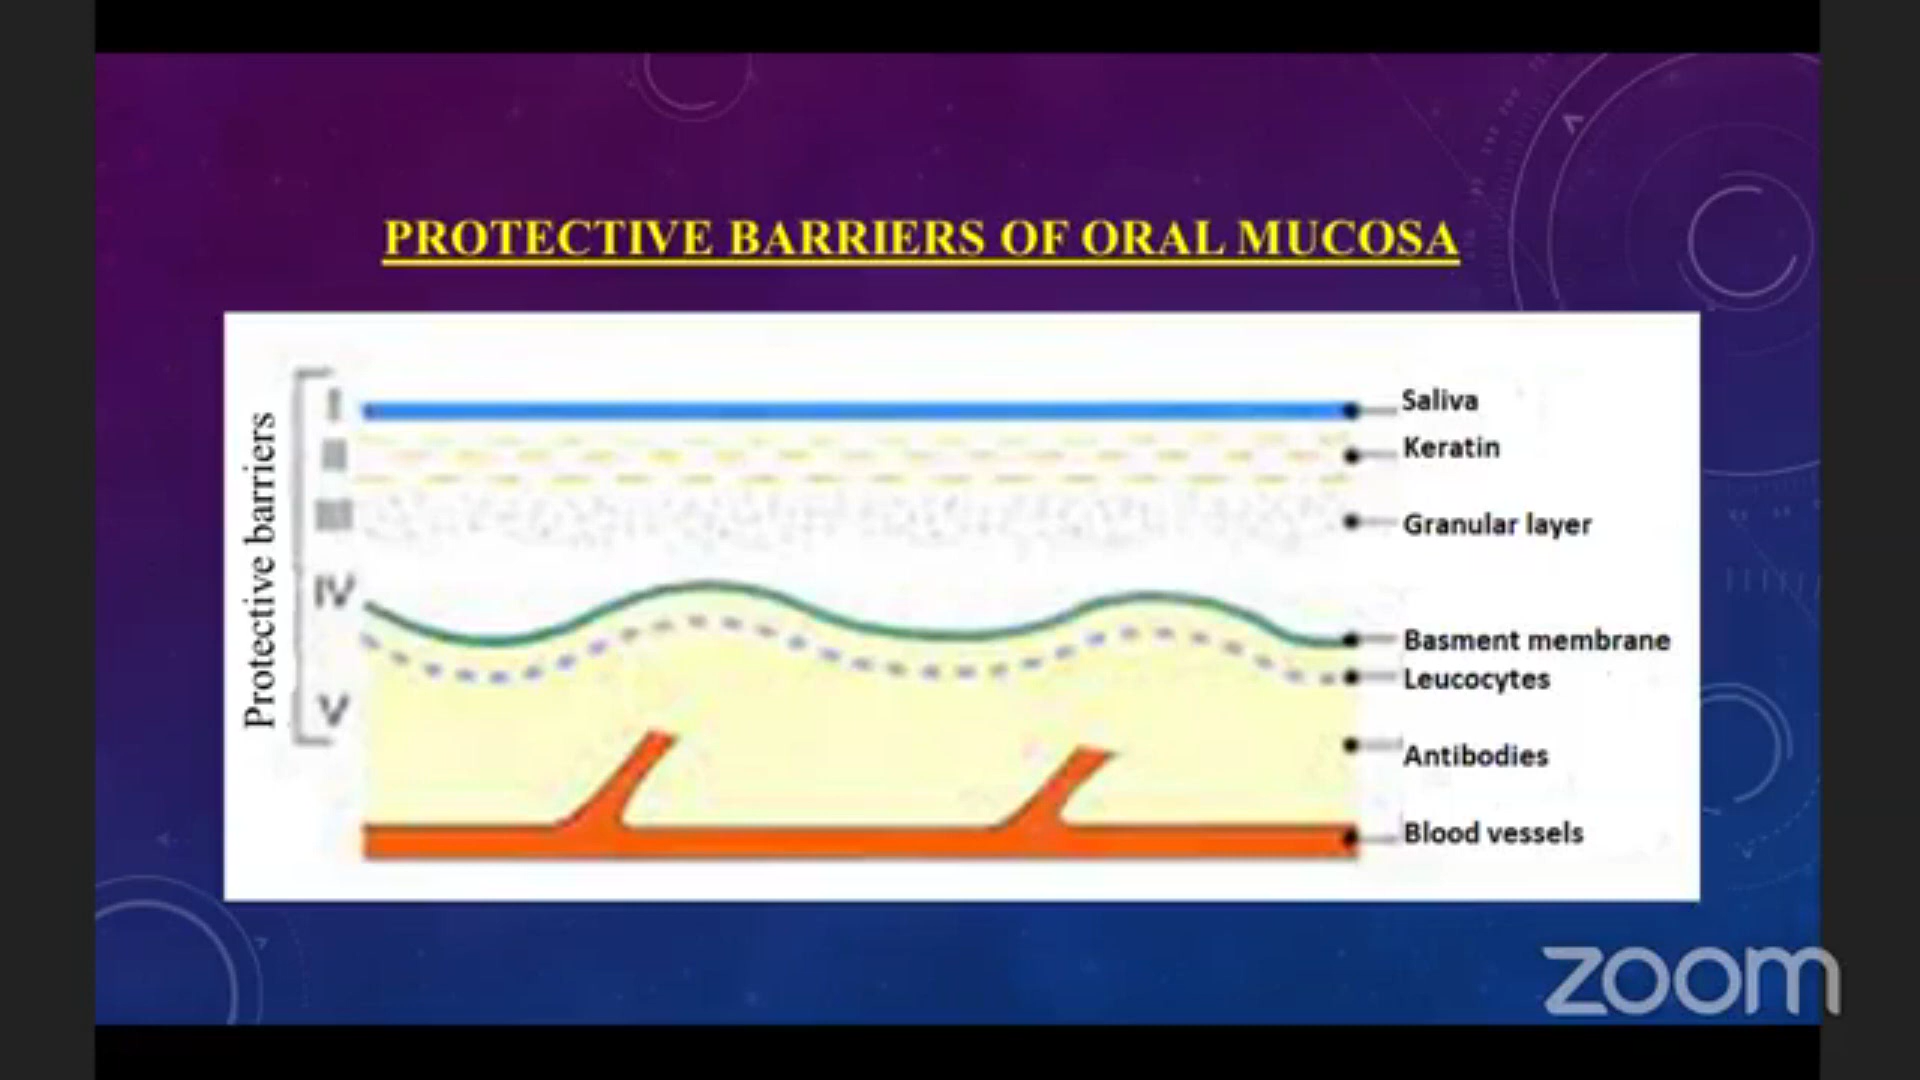 PROTECTIVE BARRIERS OF ORAL MUCOSA
Protective barriers
I
II
III
IV
V
Saliva
Keratin
Granular layer
Basment membrane
Leucocytes
Antibodies
Blood vessels
zoom